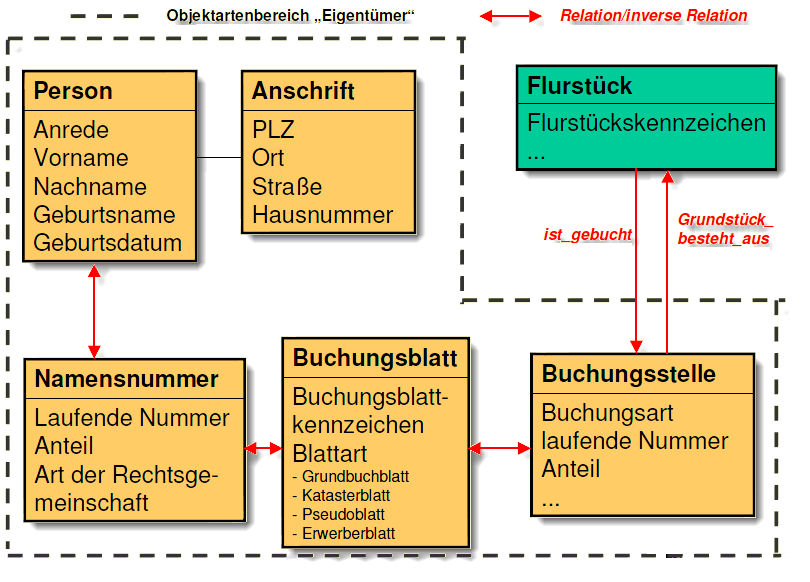 Objektartenbereich „Eigentümer“
Relation/inverse Relation
Person
Anrede
Vorname
Nachname
Geburtsname
Geburtsdatum
Anschrift
PLZ
Ort
Straße
Hausnummer
Flurstück
Flurstückskennzeichen
...
ist_gebucht
Grundstück_
besteht_aus
Namensnummer
Laufende Nummer
Anteil
Art der Rechtsge-
meinschaft
Buchungsblatt
Buchungsblatt-
kennzeichen
Blattart
- Grundbuchblatt
- Katasterblatt
- Pseudoblatt
- Erwerberblatt
Buchungsstelle
Buchungsart
laufende Nummer
Anteil
...